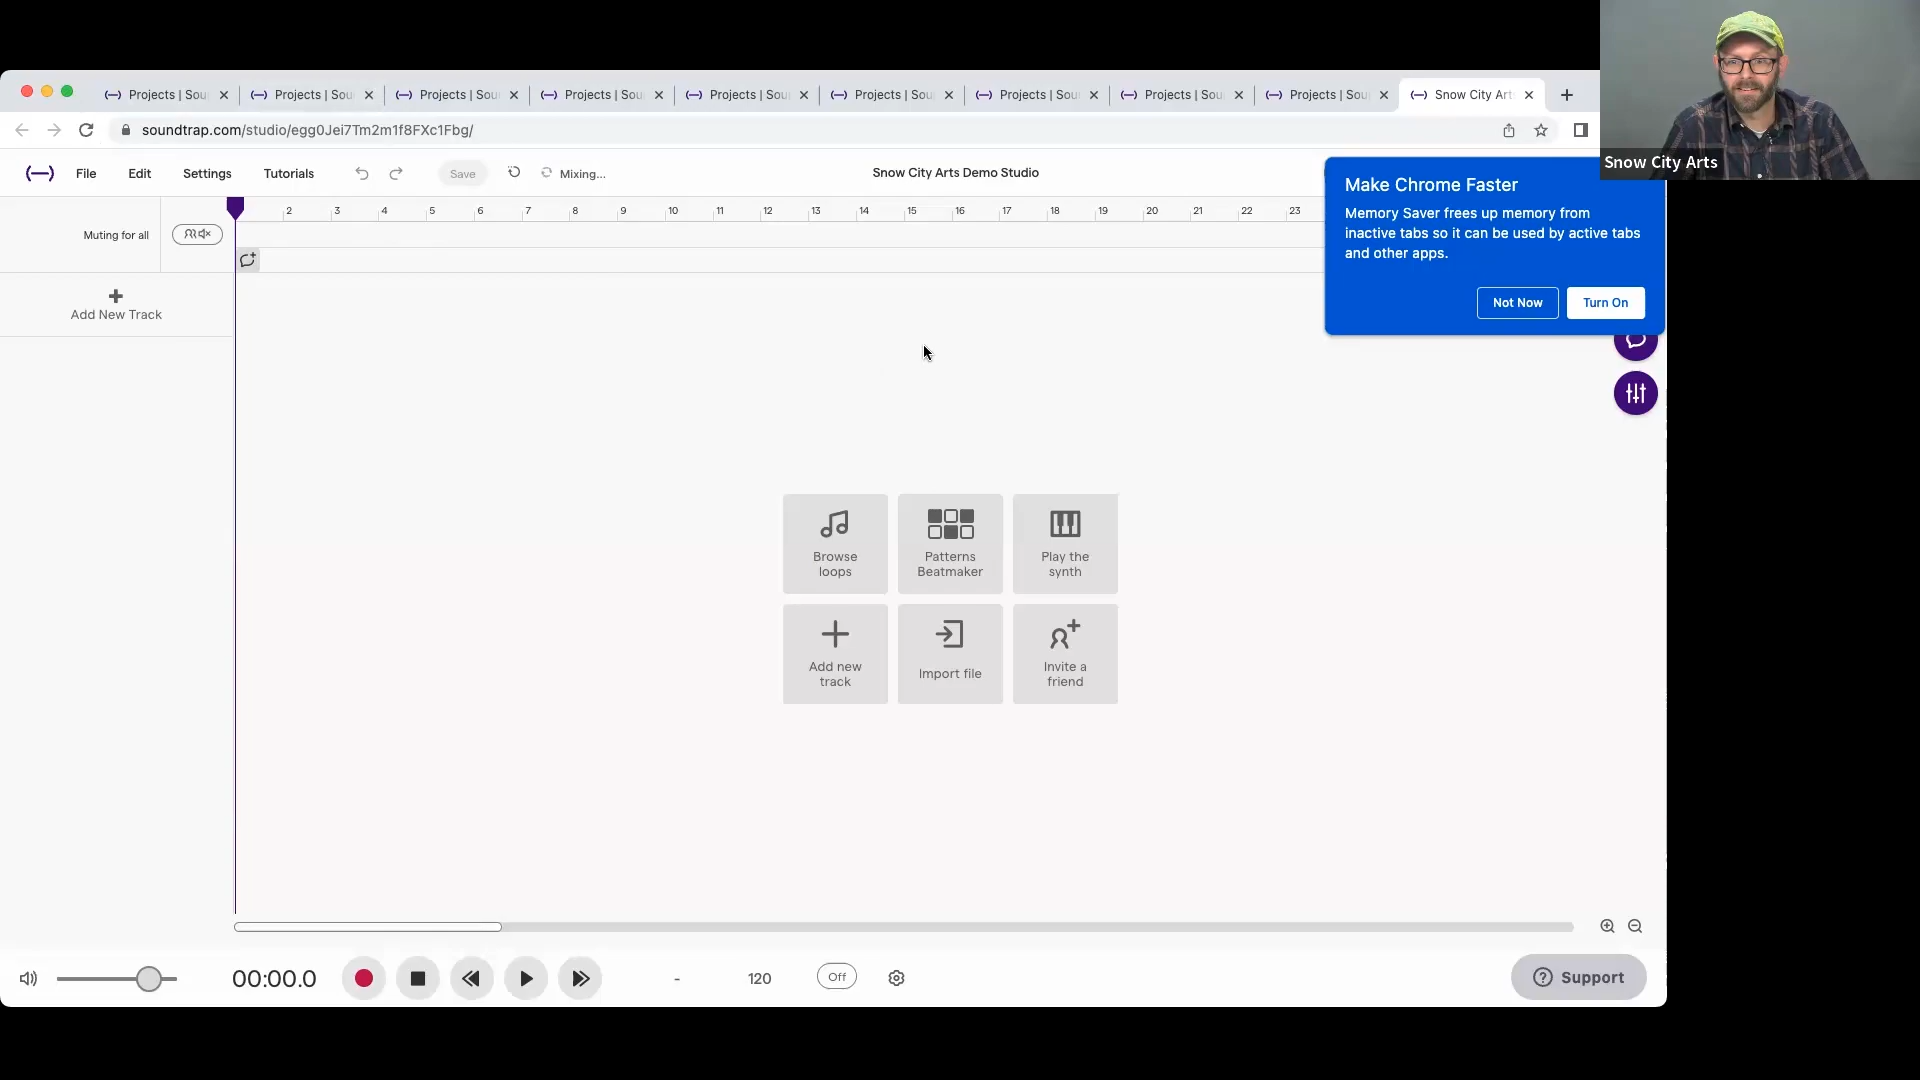 Projects | Sou
Projects | Sou
Projects | Sou
Projects | Sou
Projects | Sou
Projects | Sou
Projects | Sou
Projects | Sou
Projects | Sou
Snow City Art
soundtrap.com/studio/egg0Jei7Tm2m1f8FXc1Fbg/
Snow City Arts
File
Edit
Settings
Tutorials
Save
Mixing...
Snow City Arts Demo Studio
Make Chrome Faster
Memory Saver frees up memory from
inactive tabs so it can be used by active tabs
and other apps.
Not Now
Turn On
2 3 4 5 6 7 8 9 10 11 12 13 14 15 16 17 18 19 20 21 22 23
Muting for all
Add New Track
Browse
loops
Patterns
Beatmaker
Play the
synth
Add new
track
Import file
Invite a
friend
00:00.0
-
120
Off
Support